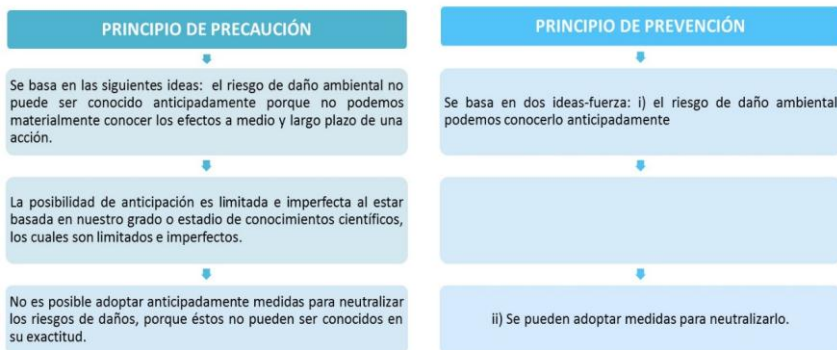 PRINCIPIO DE PRECAUCIÓN
Se basa en las siguientes ideas: el riesgo de daño ambiental no
puede ser conocido anticipadamente porque no podemos
materialmente conocer los efectos a medio y largo plazo de una
acción.
La posibilidad de anticipación es limitada e imperfecta al estar
basada en nuestro grado o estadio de conocimientos científicos,
los cuales son limitados e imperfectos.
No es posible adoptar anticipadamente medidas para neutralizar
los riesgos de daños, porque éstos no pueden ser conocidos en
su exactitud.
PRINCIPIO DE PREVENCIÓN
Se basa en dos ideas-fuerza: i) el riesgo de daño ambiental
podemos conocerlo anticipadamente
ii) Se pueden adoptar medidas para neutralizarlo.